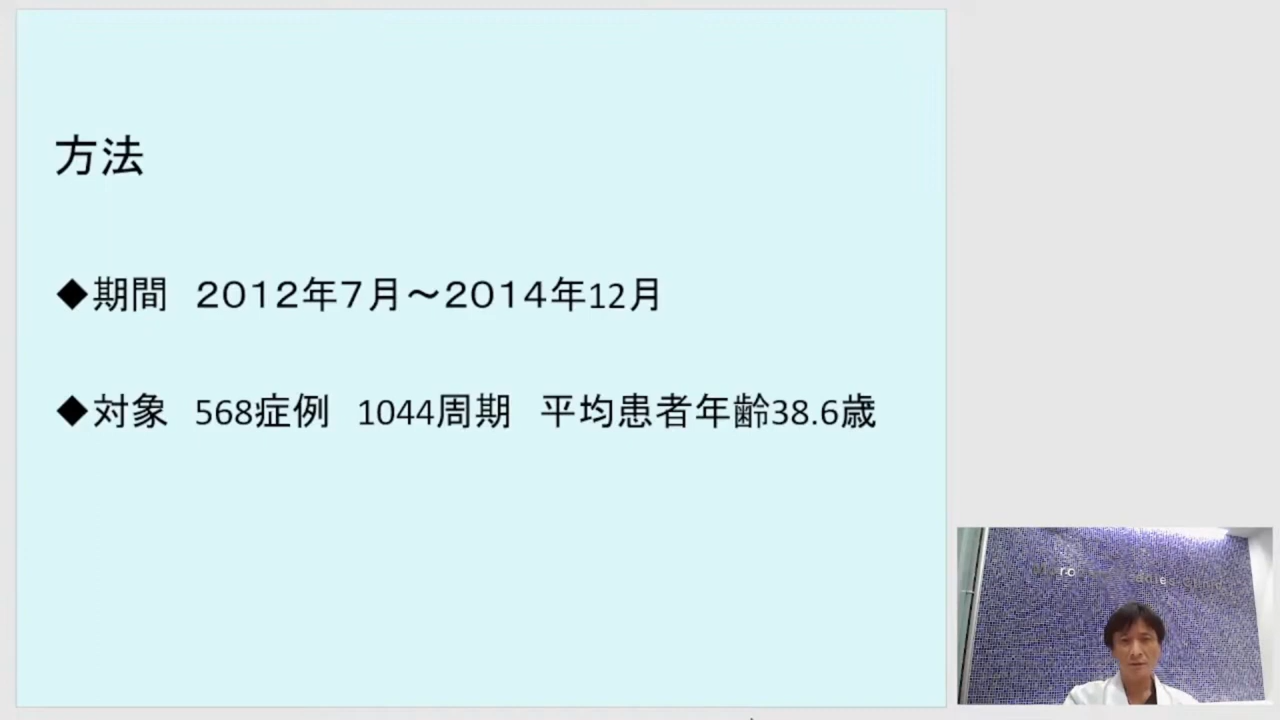 方法
◆期間　２０１２年７月～２０１４年12月
◆対象　568症例　1044周期　平均患者年齢38.6歳